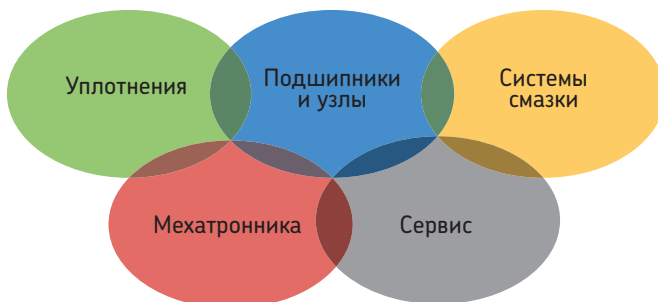 Уплотнения
Подшипники
и узлы
Системы
смазки
Мехатронника
Сервис